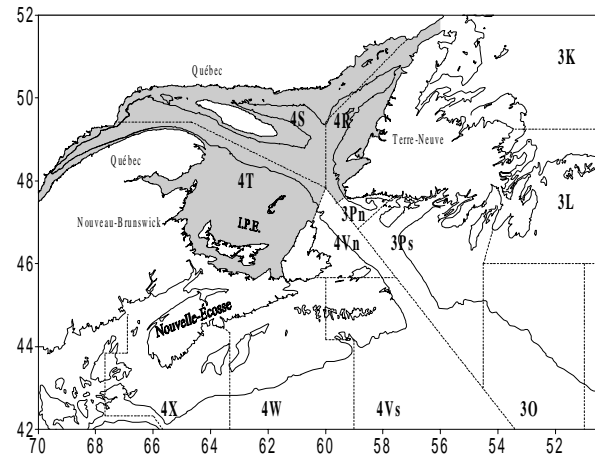 52
3K
Québec
50
4S
4R
Terre-Neuve
Québec
48
4T
3L
I.P.E.
3Pn
Nouveau-Brunswick
4Vn
3Ps
46
Nouvelle-Écosse
44
4X
4W
4Vs
3O
42
70
68
66
64
62
60
58
56
54
52